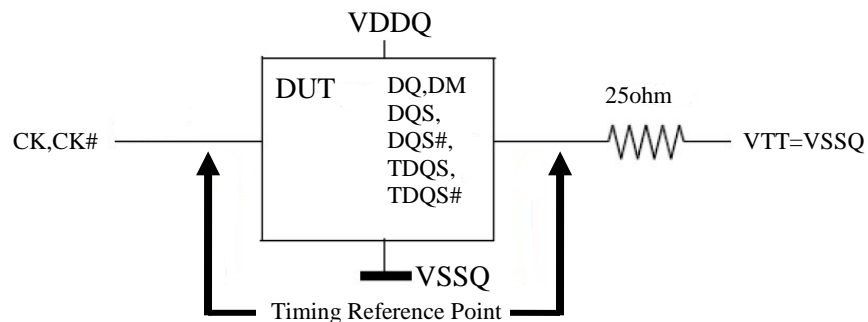 VDDQ
DUT
DQ,DM
DQS,
DQS#,
TDQS,
TDQS#
25ohm
CK,CK#
VTT=VSSQ
VSSQ
Timing Reference Point